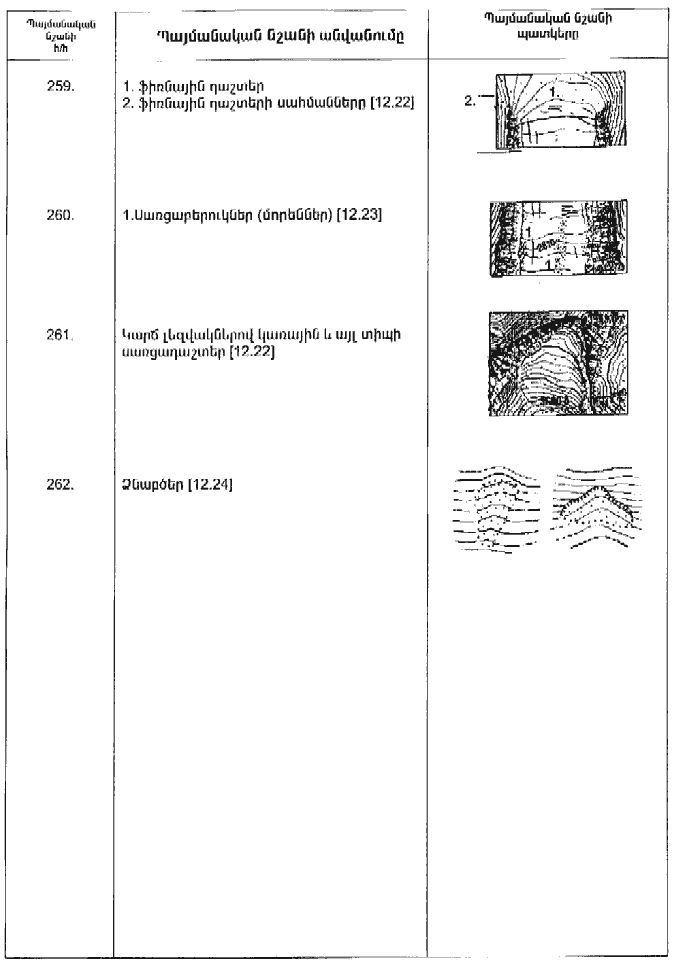 Պայմանական
նշանի
հ/հ
Պայմանական նշանի անվանումը
Պայմանական նշանի
պատկերը
259.
1. Ֆիռնային դաշտեր
2. Ֆիռնային դաշտերի սահմանները [12.22]
1.
2.
260.
1.Սառցաբերուկներ (մորեններ) [12.23]
1
1.
261.
Կարճ լեզվակներով կառային և այլ տիպի
սառցադաշտեր [12.22]
262.
Ձնաբծեր [12.24]